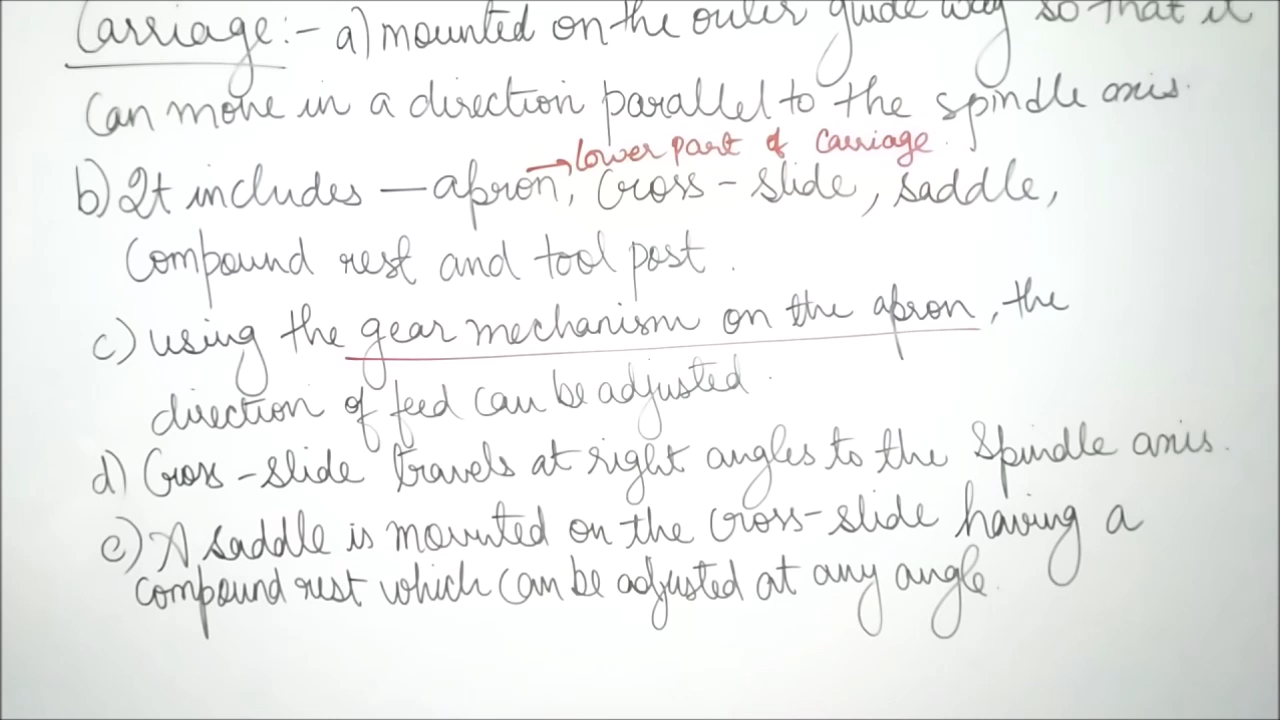 Carriage:- a) mounted on the outer guide way so that it
can move in a direction parallel to the spindle axis.
→ lower part of carriage.
b) It includes — apron, cross-slide, saddle,
compound rest and tool post.
c) using the gear mechanism on the apron, the
direction of feed can be adjusted.
d) Cross-slide travels at right angles to the spindle axis.
e) A saddle is mounted on the cross-slide having a
compound rest which can be adjusted at any angle.